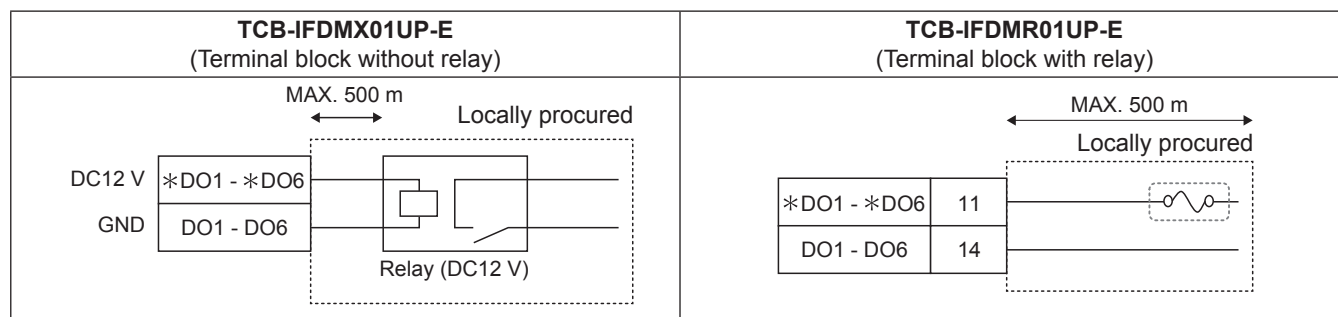 TCB-IFDMX01UP-E
(Terminal block without relay)
MAX. 500 m
Locally procured
DC12 V
*DO1 - *DO6
GND
DO1 - DO6
Relay (DC12 V)
TCB-IFDMR01UP-E
(Terminal block with relay)
MAX. 500 m
Locally procured
*DO1 - *DO6 11
DO1 - DO6 14